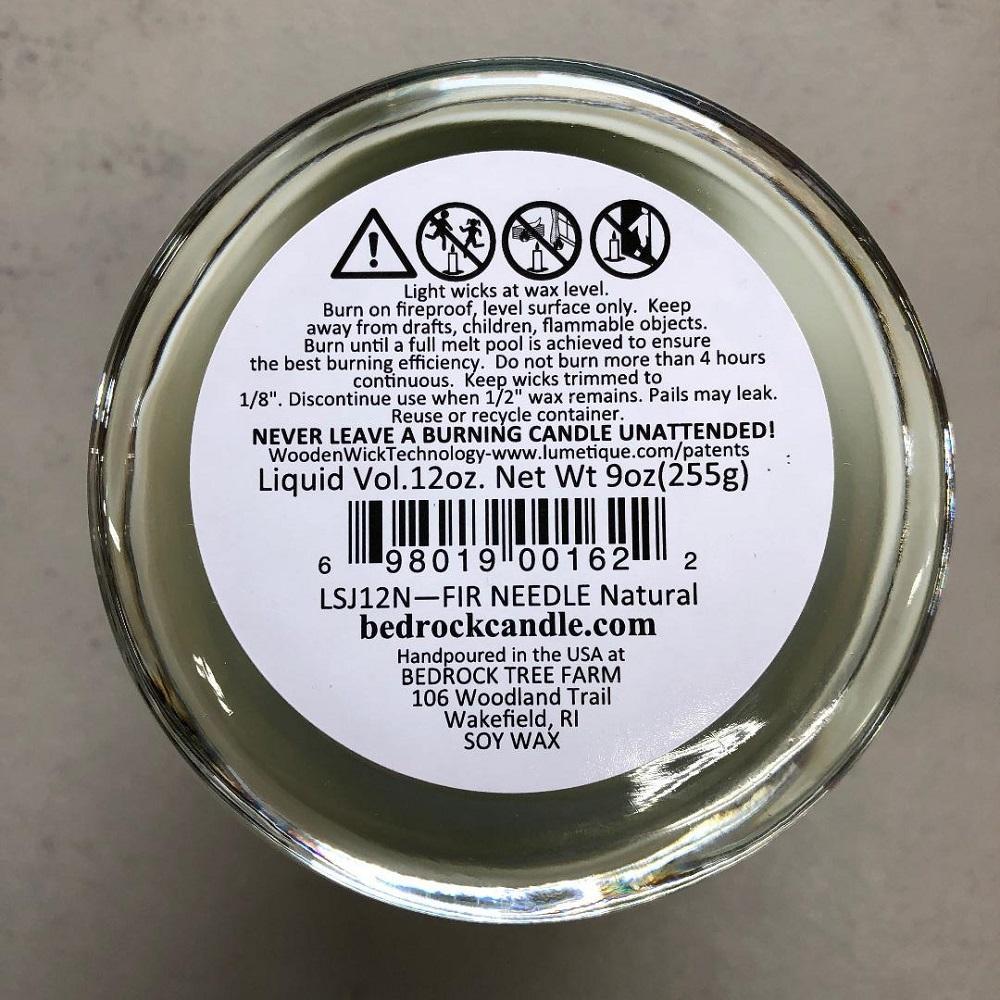 Light wicks at wax level.
Burn on fireproof, level surface only. Keep
away from drafts, children, flammable objects.
Burn until a full melt pool is achieved to ensure
the best burning efficiency. Do not burn more than 4 hours
continuous. Keep wicks trimmed to
1/8". Discontinue use when 1/2" wax remains. Pails may leak.
Reuse or recycle container.
NEVER LEAVE A BURNING CANDLE UNATTENDED!
WoodenWickTechnology-www.lumetique.com/patents
Liquid Vol.12oz. Net Wt 9oz(255g)
6 98019 00162 2
LSJ12N—FIR NEEDLE Natural
bedrockcandle.com
Handpoured in the USA at
BEDROCK TREE FARM
106 Woodland Trail
Wakefield, RI
SOY WAX